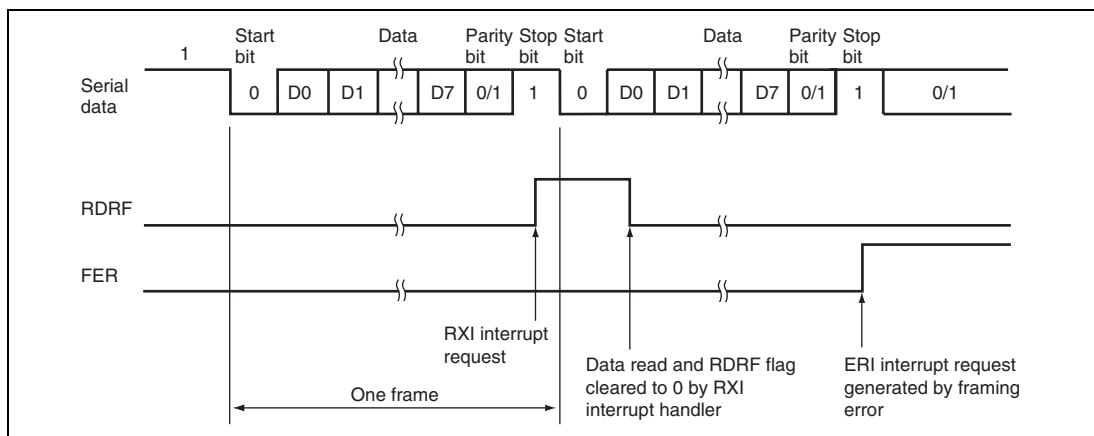 1
Start bit
Data
Parity bit
Stop bit
Start bit
Data
Parity bit
Stop bit
Serial data
0 D0 D1 D7 0/1 1 0 D0 D1 D7 0/1 1 0/1
RDRF
FER
RXI interrupt
request
Data read and RDRF flag
cleared to 0 by RXI
interrupt handler
ERI interrupt request
generated by framing
error
One frame